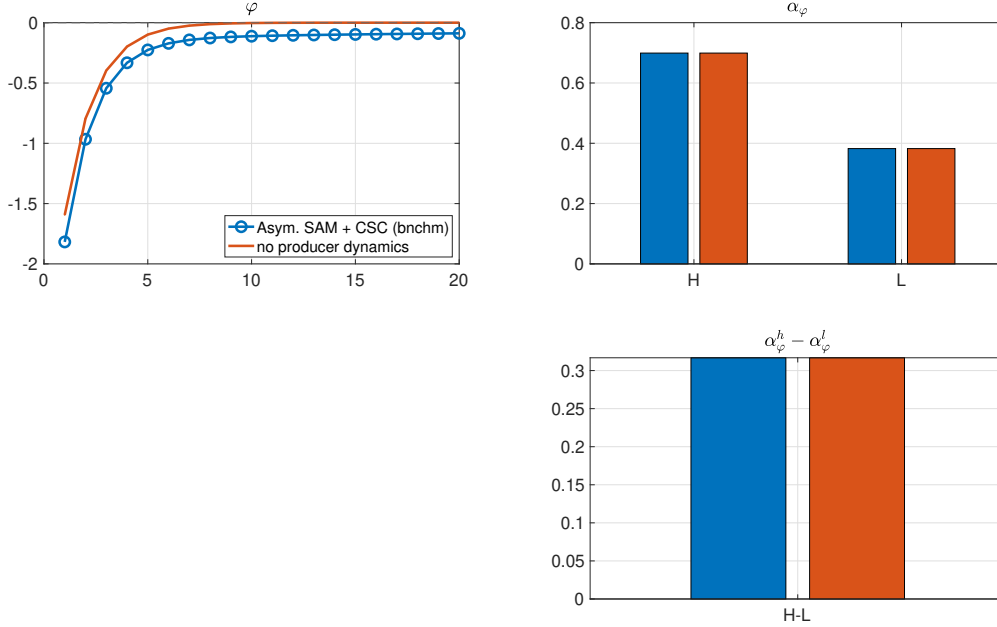 φ
0
-0.5
-1
-1.5
-2
0 5 10 15 20
Asym. SAM + CSC (bnchm)
no producer dynamics
α_φ
0.8
0.6
0.4
0.2
0
H L
α_φ^h − α_φ^l
0.3
0.25
0.2
0.15
0.1
0.05
0
H-L